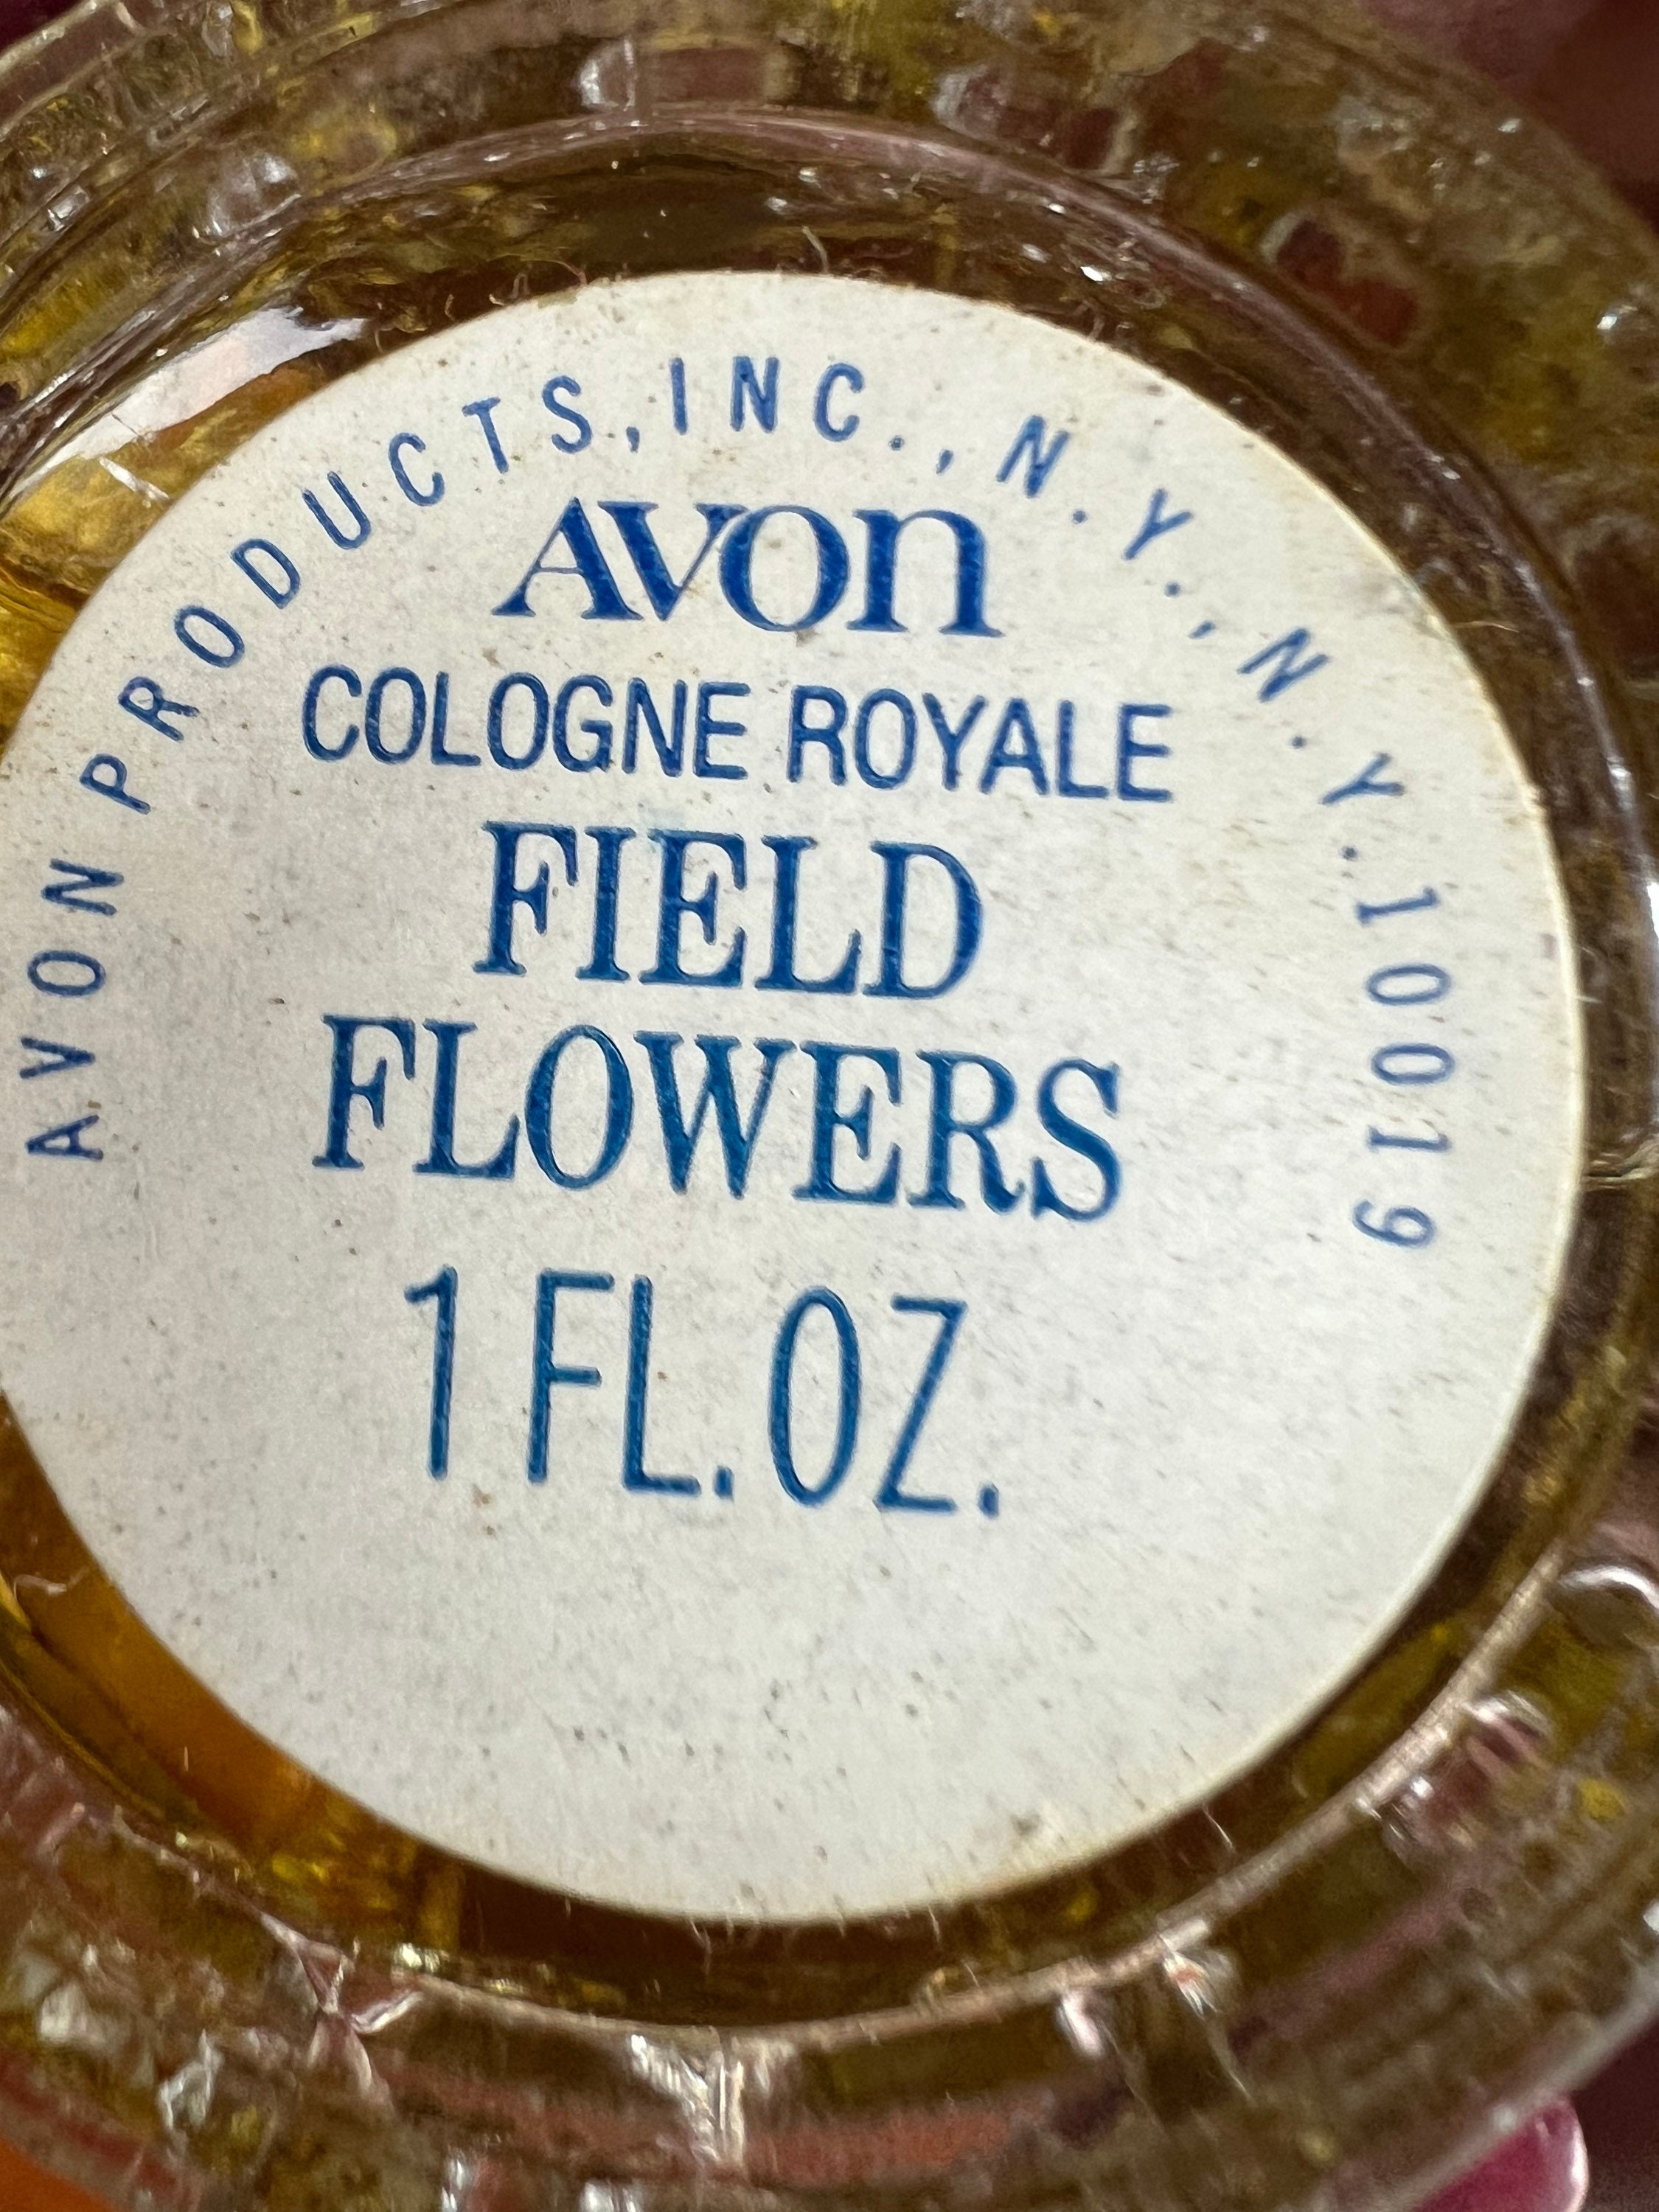 AVON PRODUCTS, INC., N.Y., N.Y. 10019
AVON
COLOGNE ROYALE
FIELD
FLOWERS
1 FL. OZ.